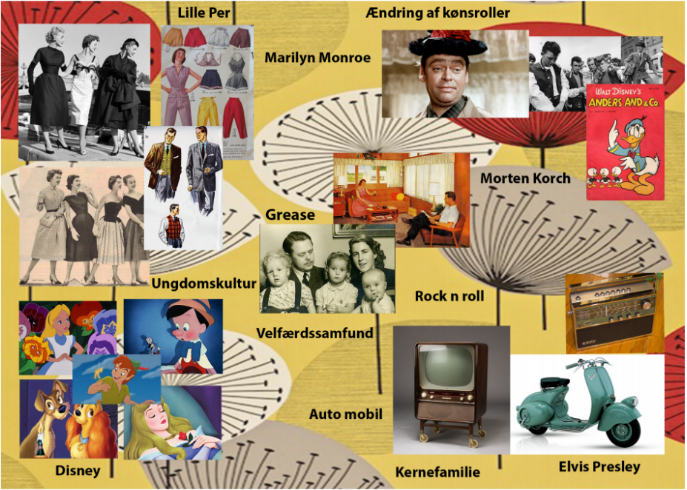 Lille Per
Ændring af kønsroller
Marilyn Monroe
WALT DISNEY'S
ANDERS AND & Co.
Morten Korch
Grease
Ungdomskultur
Rock n roll
Velfærdssamfund
Auto mobil
Disney
Kernefamilie
Elvis Presley